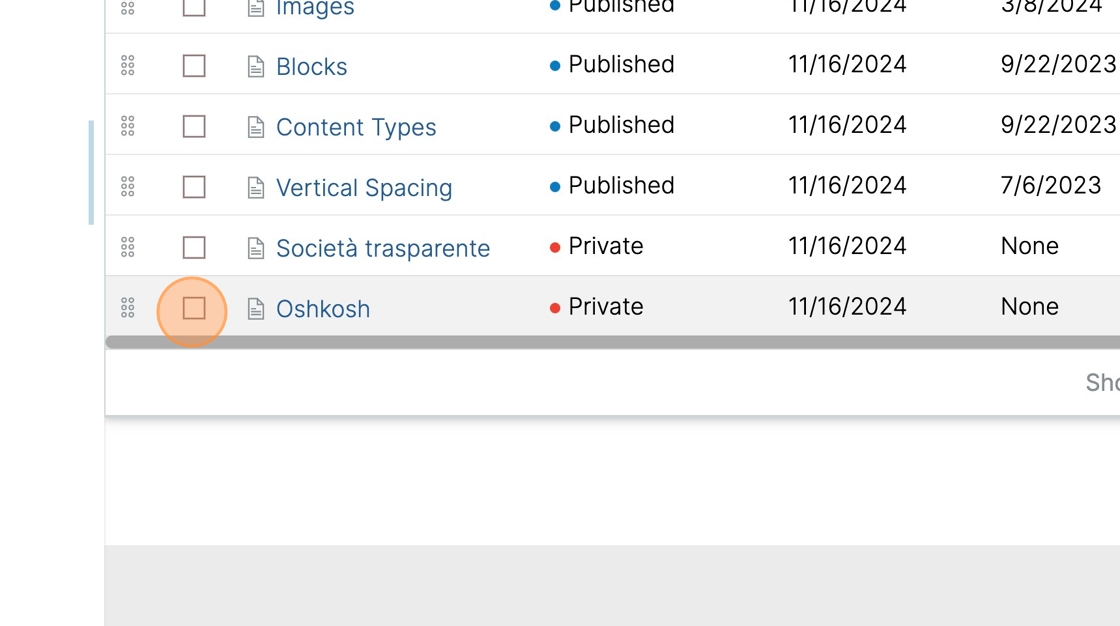 Images Published 11/16/2024 3/8/2024
Blocks Published 11/16/2024 9/22/2023
Content Types Published 11/16/2024 9/22/2023
Vertical Spacing Published 11/16/2024 7/6/2023
Società trasparente Private 11/16/2024 None
Oshkosh Private 11/16/2024 None